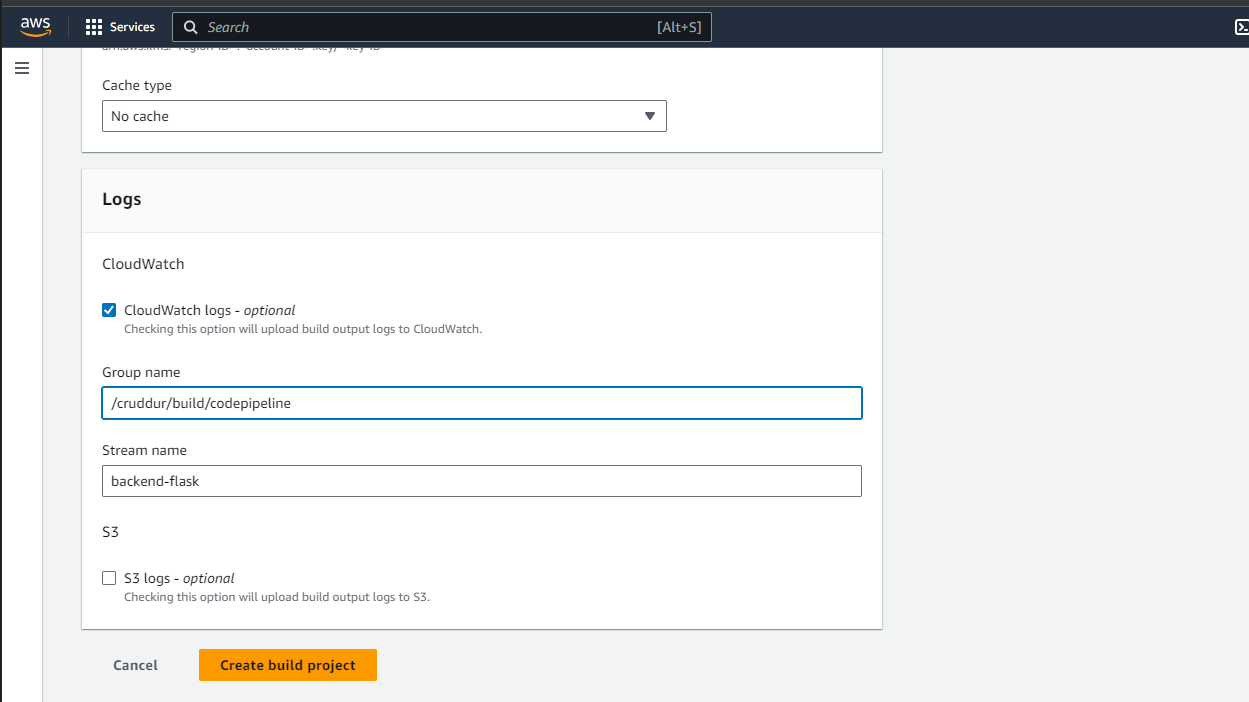 aws
Services
Search
[Alt+S]
Cache type
No cache
Logs
CloudWatch
CloudWatch logs - optional
Checking this option will upload build output logs to CloudWatch.
Group name
/cruddur/build/codepipeline
Stream name
backend-flask
S3
S3 logs - optional
Checking this option will upload build output logs to S3.
Cancel
Create build project